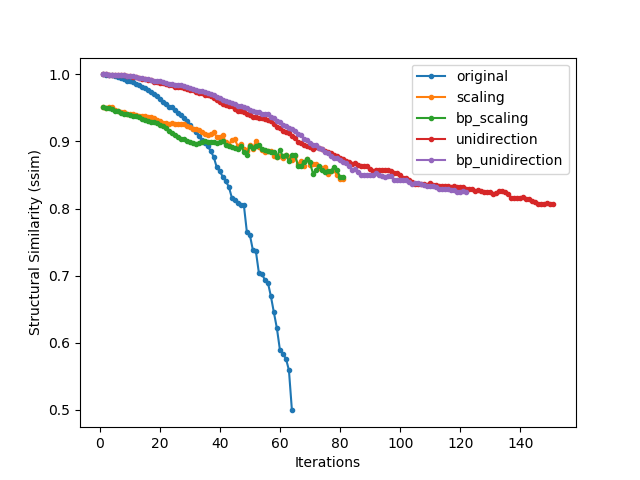 1.0
0.9
0.8
0.7
0.6
0.5
Structural Similarity (ssim)
0 20 40 60 80 100 120 140
Iterations
original
scaling
bp_scaling
unidirection
bp_unidirection